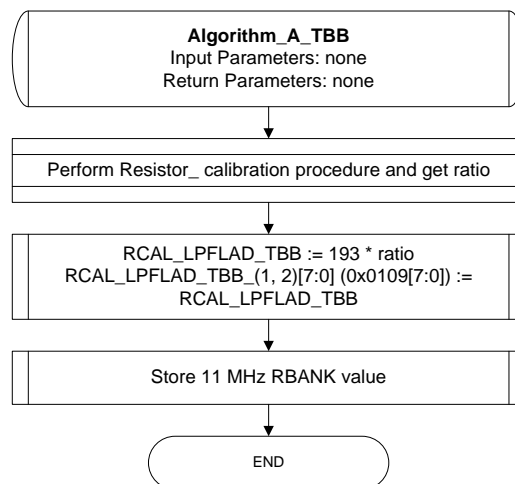 Algorithm_A_TBB
Input Parameters: none
Return Parameters: none
Perform Resistor_ calibration procedure and get ratio
RCAL_LPFLAD_TBB := 193 * ratio
RCAL_LPFLAD_TBB_(1, 2)[7:0] (0x0109[7:0]) :=
RCAL_LPFLAD_TBB
Store 11 MHz RBANK value
END